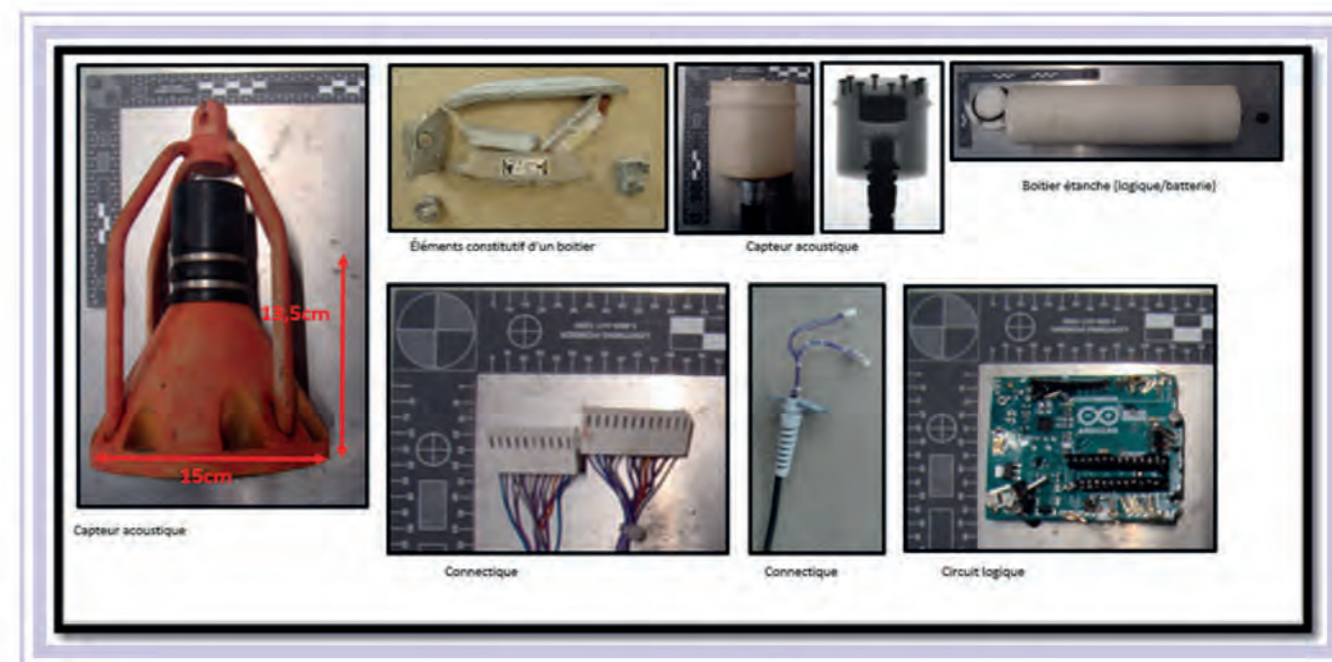 13,5cm
15cm
Capteur acoustique
Éléments constitutif d'un boitier
Capteur acoustique
Boitier étanche (logique/batterie)
Connectique
Connectique
ARDUINO
Circuit logique